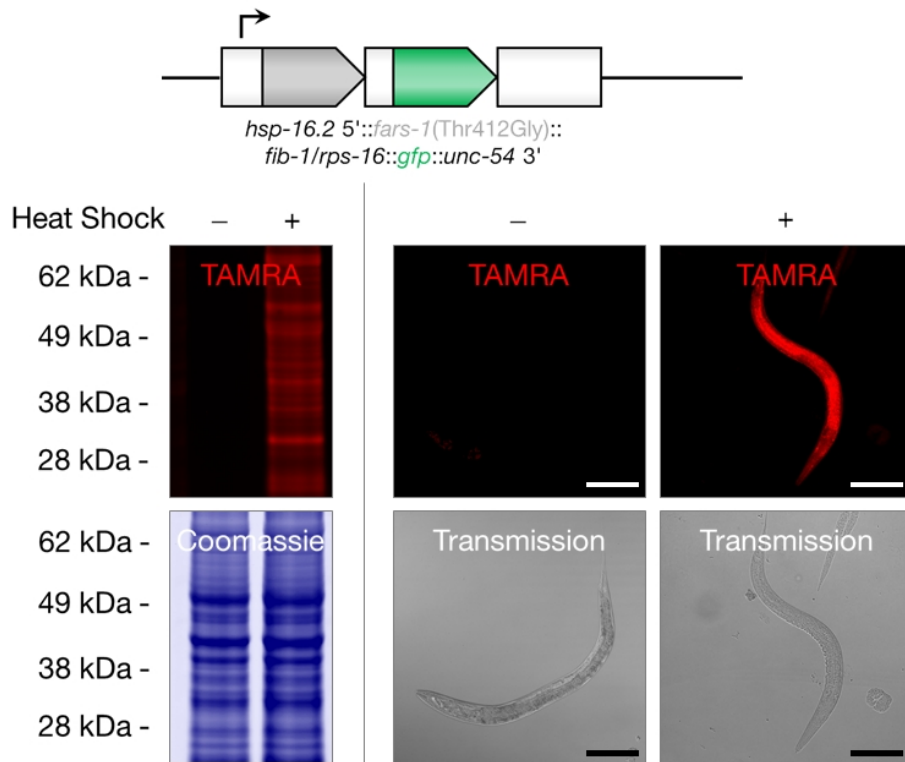 hsp-16.2 5'::fars-1(Thr412Gly)::
fib-1/rps-16::gfp::unc-54 3'
Heat Shock – + – +
62 kDa -
49 kDa -
38 kDa -
28 kDa -
TAMRA
TAMRA
TAMRA
62 kDa -
49 kDa -
38 kDa -
28 kDa -
Coomassie
Transmission
Transmission